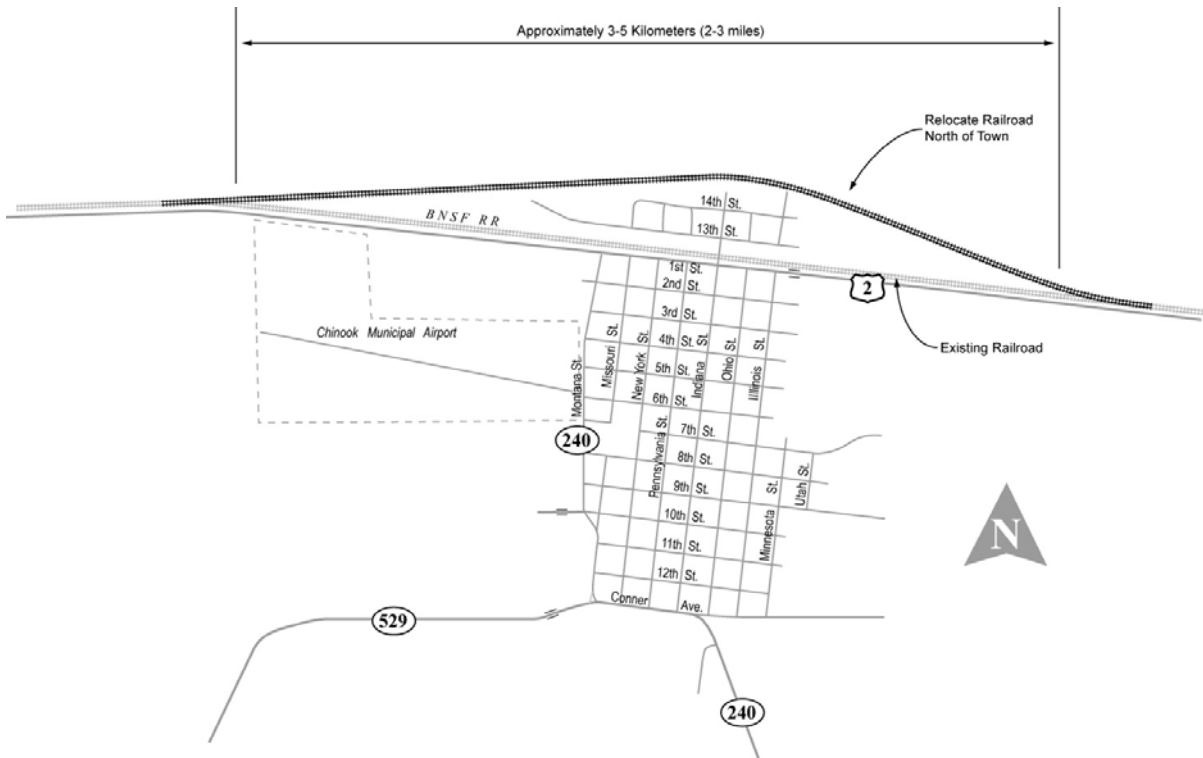 Approximately 3-5 Kilometers (2-3 miles)
Relocate Railroad
North of Town
BNSF RR
14th St.
13th St.
1st St.
2nd St.
2
3rd St.
Chinook Municipal Airport
4th St.
Existing Railroad
Montana St.
Missouri St.
New York St.
Indiana St.
Ohio St.
Illinois St.
5th St.
6th St.
7th St.
240
Pennsylvania St.
8th St.
Utah St.
9th St.
Minnesota St.
10th St.
N
11th St.
12th St.
Conner Ave.
529
240